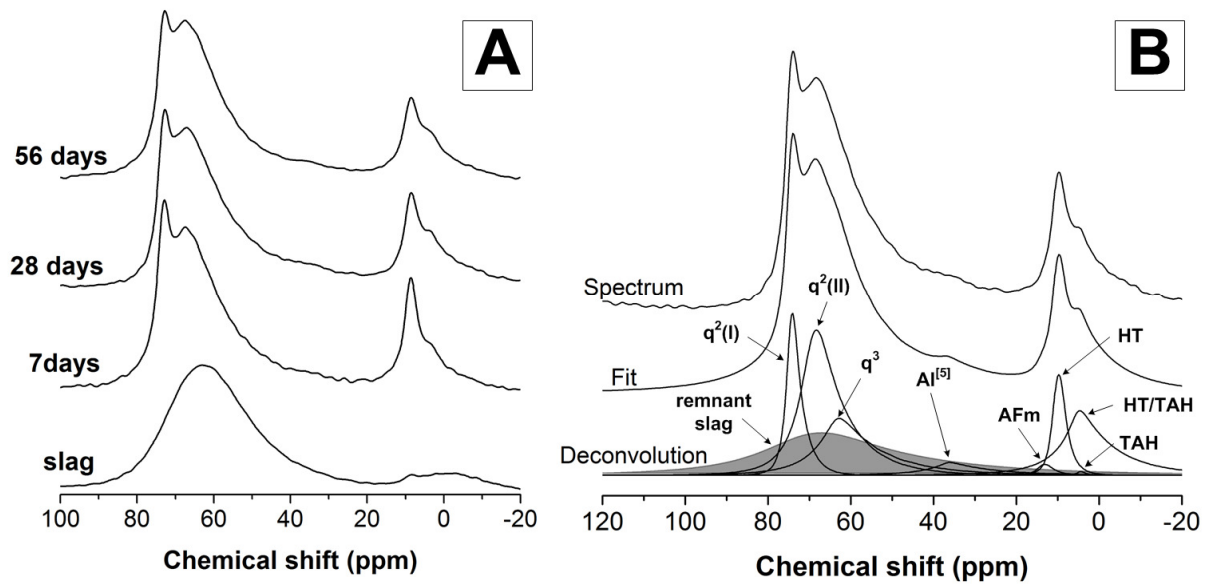 A
56 days
28 days
7days
slag
100 80 60 40 20 0 -20
Chemical shift (ppm)
B
Spectrum
q²(II)
q²(I)
HT
q³
Al[5]
Fit
remnant
slag
AFm
HT/TAH
TAH
Deconvolution
120 100 80 60 40 20 0 -20
Chemical shift (ppm)